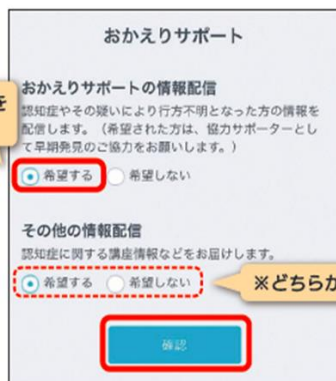 おかえりサポート
を
おかえりサポートの情報配信
認知症やその疑いにより行方不明となった方の情報を
配信します。（希望された方は、協力サポーターとし
て早期発見のご協力をお願いします。）
希望する 希望しない
その他の情報配信
認知症に関する講座情報などをお届けします。
希望する 希望しない
※どちらか
確認